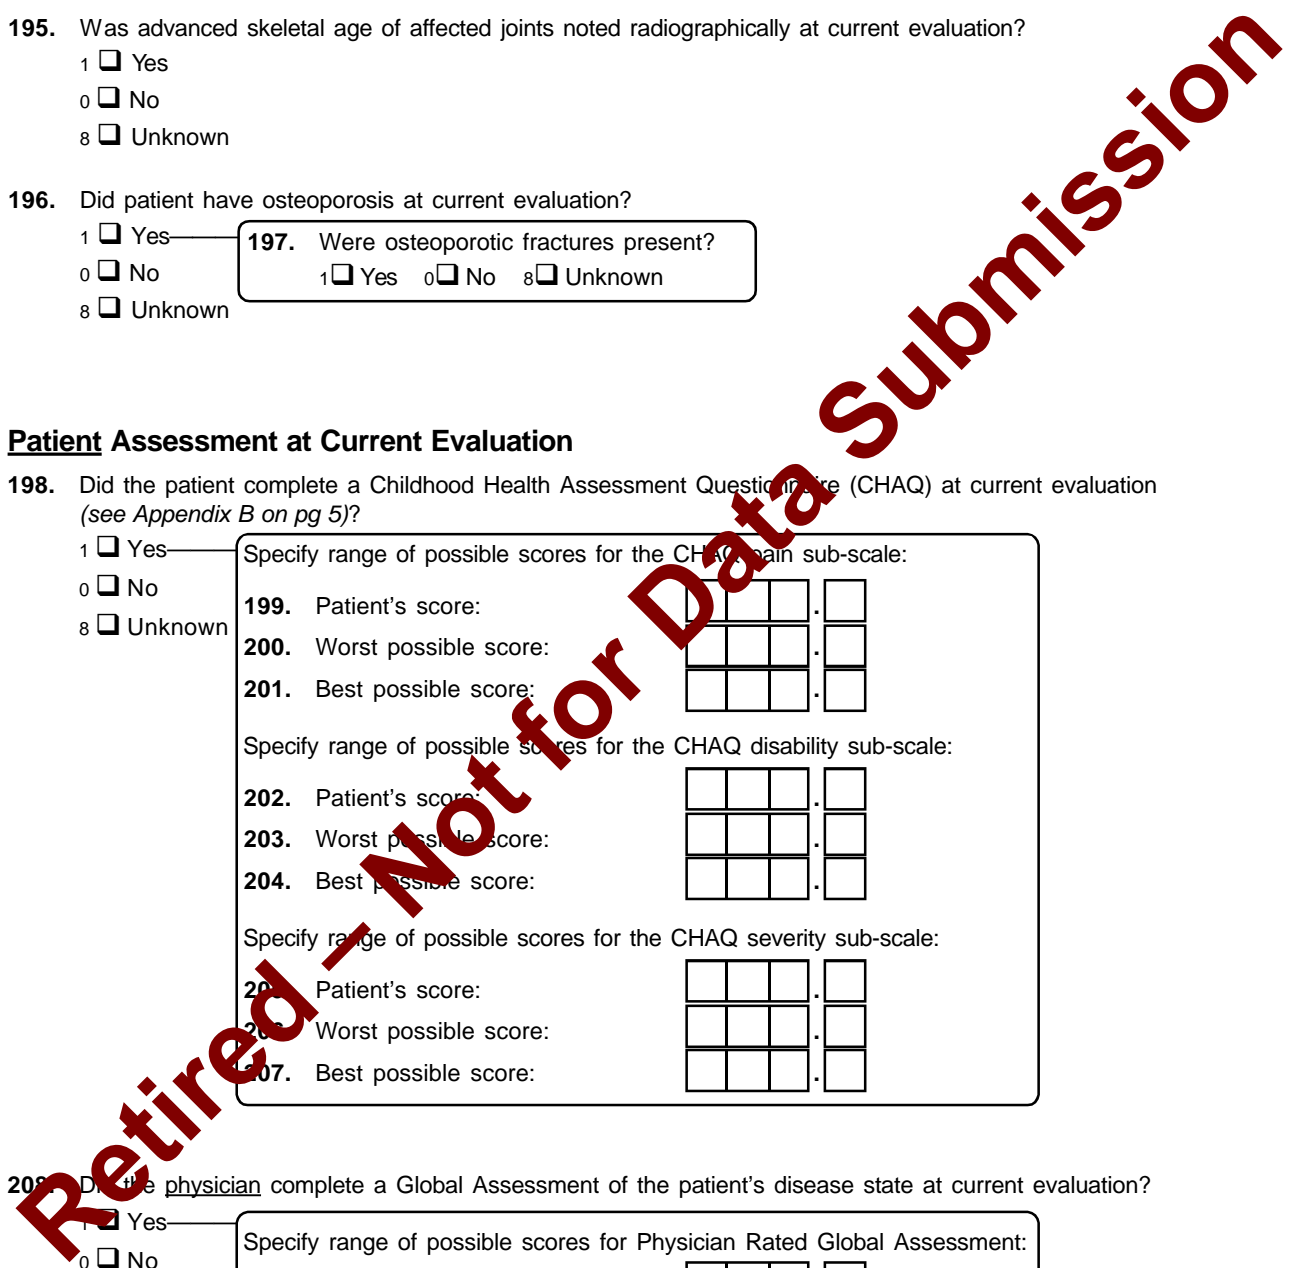 195. Was advanced skeletal age of affected joints noted radiographically at current evaluation?
1 ❑ Yes
0 ❑ No
8 ❑ Unknown
196. Did patient have osteoporosis at current evaluation?
1 ❑ Yes
0 ❑ No
8 ❑ Unknown
197. Were osteoporotic fractures present?
1 ❑ Yes 0 ❑ No 8 ❑ Unknown
Patient Assessment at Current Evaluation
198. Did the patient complete a Childhood Health Assessment Questionnaire (CHAQ) at current evaluation
(see Appendix B on pg 5)?
1 ❑ Yes
0 ❑ No
8 ❑ Unknown
Specify range of possible scores for the CHAQ pain sub-scale:
199. Patient's score: .
200. Worst possible score: .
201. Best possible score: .
Specify range of possible scores for the CHAQ disability sub-scale:
202. Patient's score: .
203. Worst possible score: .
204. Best possible score: .
Specify range of possible scores for the CHAQ severity sub-scale:
205. Patient's score: .
206. Worst possible score: .
207. Best possible score: .
208. Did the physician complete a Global Assessment of the patient's disease state at current evaluation?
1 ❑ Yes
0 ❑ No
Specify range of possible scores for Physician Rated Global Assessment:
Retired – Not for Data Submission